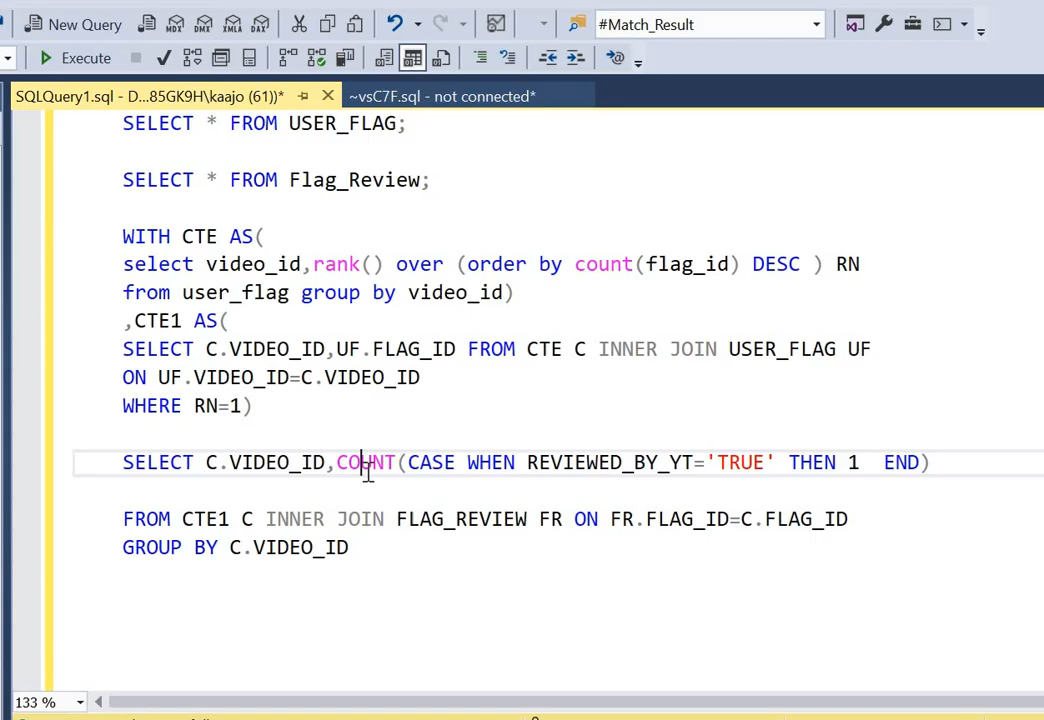 New Query MDX DMX XMLA DAX #Match_Result
Execute
SQLQuery1.sql - D...85GK9H\kaajo (61))* ~vsC7F.sql - not connected*
SELECT * FROM USER_FLAG;
SELECT * FROM Flag_Review;
WITH CTE AS(
select video_id,rank() over (order by count(flag_id) DESC ) RN
from user_flag group by video_id)
,CTE1 AS(
SELECT C.VIDEO_ID,UF.FLAG_ID FROM CTE C INNER JOIN USER_FLAG UF
ON UF.VIDEO_ID=C.VIDEO_ID
WHERE RN=1)
SELECT C.VIDEO_ID,COUNT(CASE WHEN REVIEWED_BY_YT='TRUE' THEN 1  END)
FROM CTE1 C INNER JOIN FLAG_REVIEW FR ON FR.FLAG_ID=C.FLAG_ID
GROUP BY C.VIDEO_ID
133 %